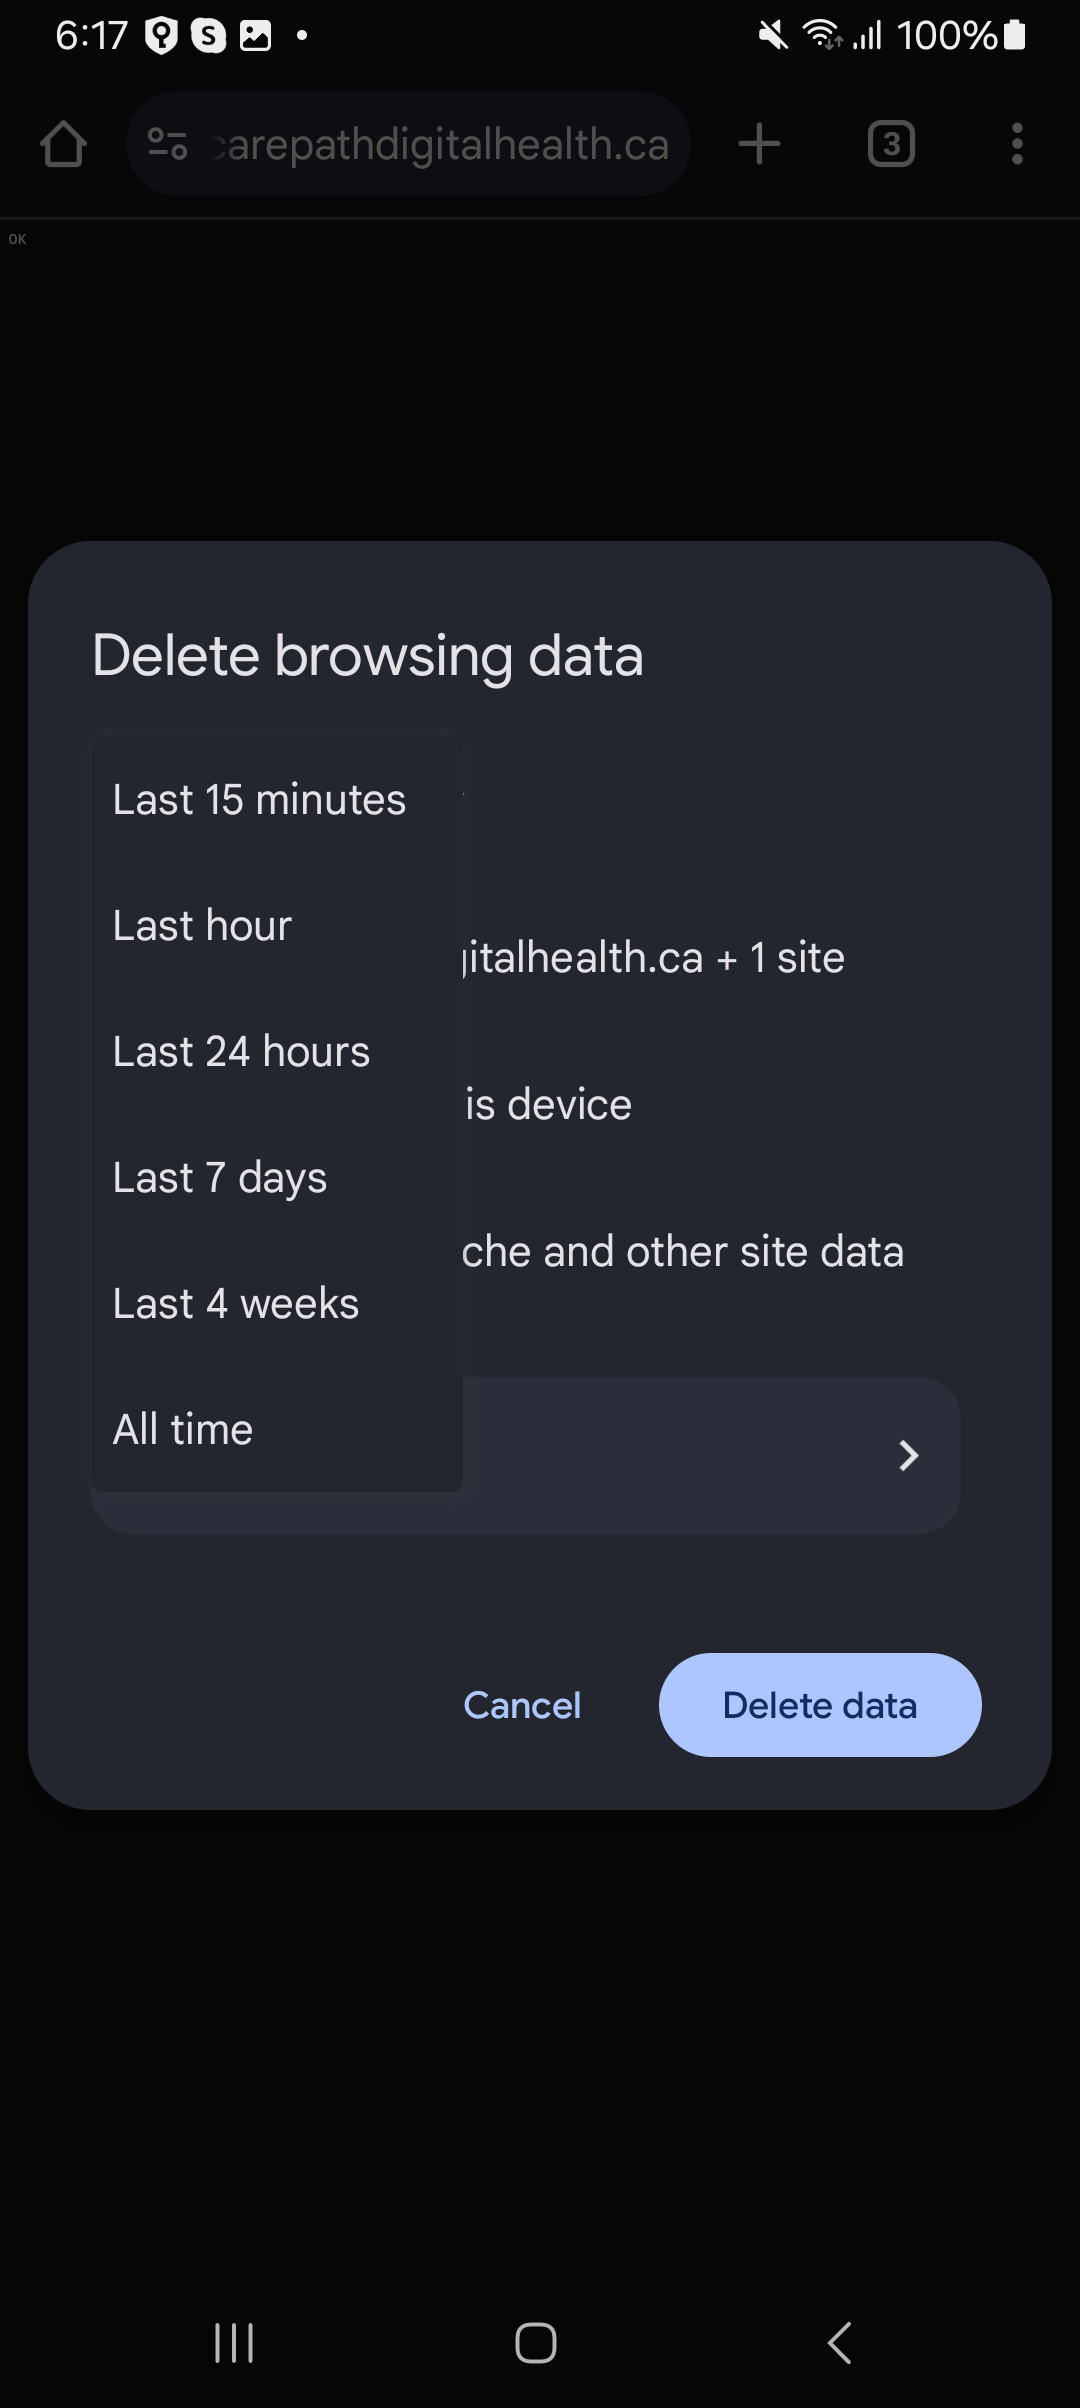 6:17
100%
carepathdigitalhealth.ca
3
OK
Delete browsing data
Last 15 minutes
Last hour
gitalhealth.ca + 1 site
Last 24 hours
is device
Last 7 days
che and other site data
Last 4 weeks
All time
Cancel
Delete data